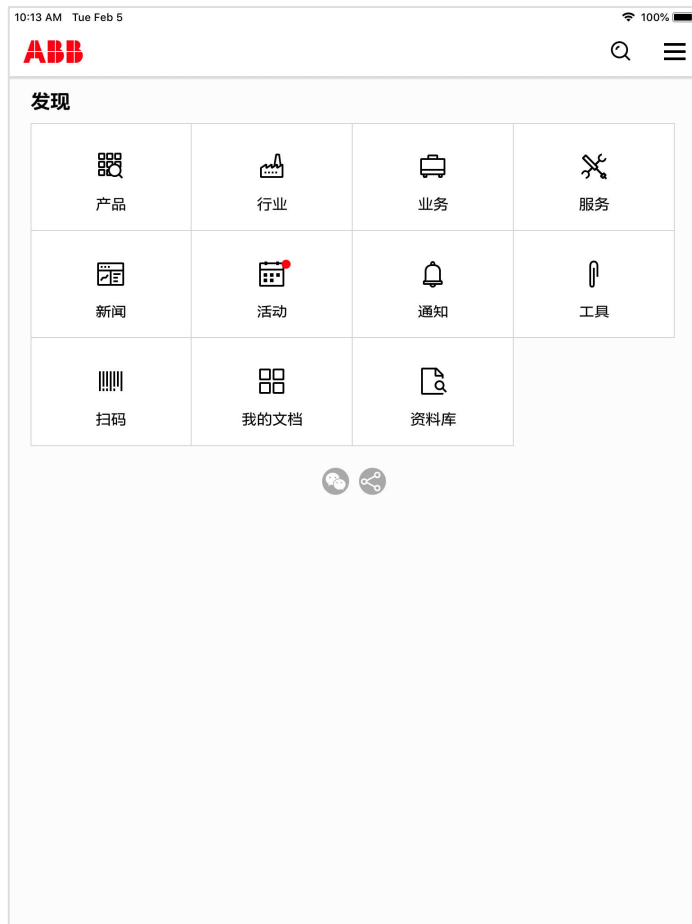 10:13 AM Tue Feb 5 100%
ABB
发现
产品 行业 业务 服务
新闻 活动 通知 工具
扫码 我的文档 资料库